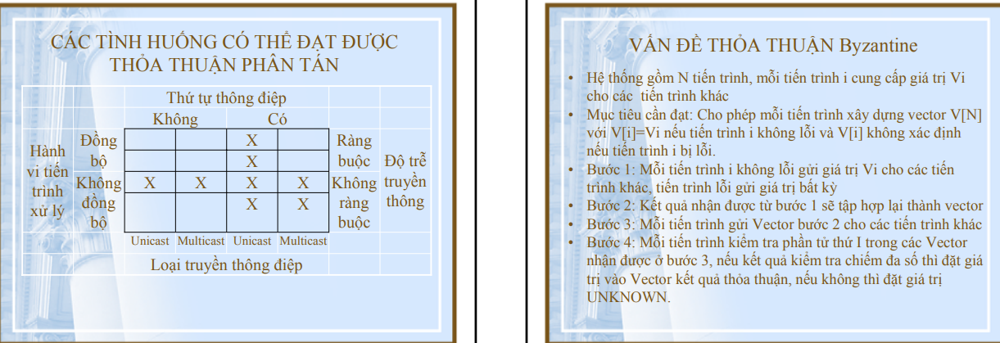 CÁC TÌNH HUỐNG CÓ THỂ ĐẠT ĐƯỢC
THỎA THUẬN PHÂN TÁN
Thứ tự thông điệp
Không Có
Hành
vi tiến
trình
xử lý
Đồng
bộ
Không
đồng
bộ
X
X
X X X X
X X
Ràng
buộc
Không
ràng
buộc
Độ trễ
truyền
thông
Unicast Multicast Unicast Multicast
Loại truyền thông điệp
VẤN ĐỀ THỎA THUẬN Byzantine
• Hệ thống gồm N tiến trình, mỗi tiến trình i cung cấp giá trị Vi
cho các tiến trình khác
• Mục tiêu cần đạt: Cho phép mỗi tiến trình xây dựng vector V[N]
với V[i]=Vi nếu tiến trình i không lỗi và V[i] không xác định
nếu tiến trình i bị lỗi.
• Bước 1: Mỗi tiến trình i không lỗi gửi giá trị Vi cho các tiến
trình khác, tiến trình lỗi gửi giá trị bất kỳ
• Bước 2: Kết quả nhận được từ bước 1 sẽ tập hợp lại thành vector
• Bước 3: Mỗi tiến trình gửi Vector bước 2 cho các tiến trình khác
• Bước 4: Mỗi tiến trình kiểm tra phần tử thứ I trong các Vector
nhận được ở bước 3, nếu kết quả kiểm tra chiếm đa số thì đặt giá
trị vào Vector kết quả thỏa thuận, nếu không thì đặt giá trị
UNKNOWN.